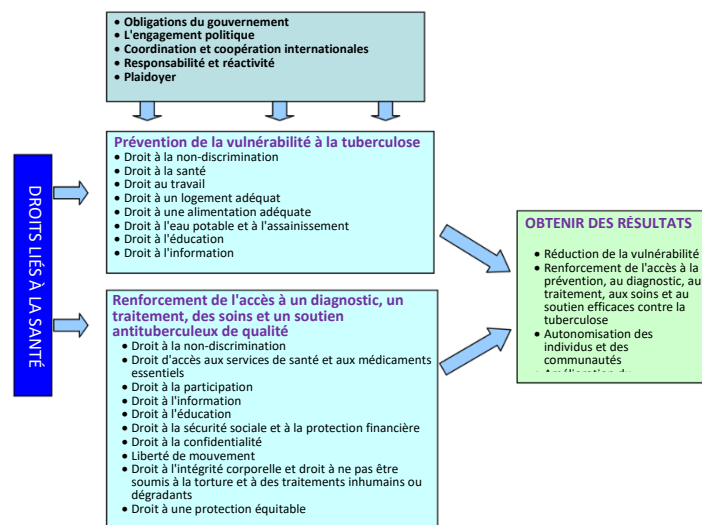 • Obligations du gouvernement
• L'engagement politique
• Coordination et coopération internationales
• Responsabilité et réactivité
• Plaidoyer
DROITS LIÉS À LA SANTÉ
Prévention de la vulnérabilité à la tuberculose
• Droit à la non-discrimination
• Droit à la santé
• Droit au travail
• Droit à un logement adéquat
• Droit à une alimentation adéquate
• Droit à l'eau potable et à l'assainissement
• Droit à l'éducation
• Droit à l'information
Renforcement de l'accès à un diagnostic, un
traitement, des soins et un soutien
antituberculeux de qualité
• Droit à la non-discrimination
• Droit d'accès aux services de santé et aux médicaments
essentiels
• Droit à la participation
• Droit à l'information
• Droit à l'éducation
• Droit à la sécurité sociale et à la protection financière
• Droit à la confidentialité
• Liberté de mouvement
• Droit à l'intégrité corporelle et droit à ne pas être
soumis à la torture et à des traitements inhumains ou
dégradants
• Droit à une protection équitable
OBTENIR DES RÉSULTATS
• Réduction de la vulnérabilité
• Renforcement de l'accès à la
prévention, au diagnostic, au
traitement, aux soins et au
soutien efficaces contre la
tuberculose
• Autonomisation des
individus et des
communautés